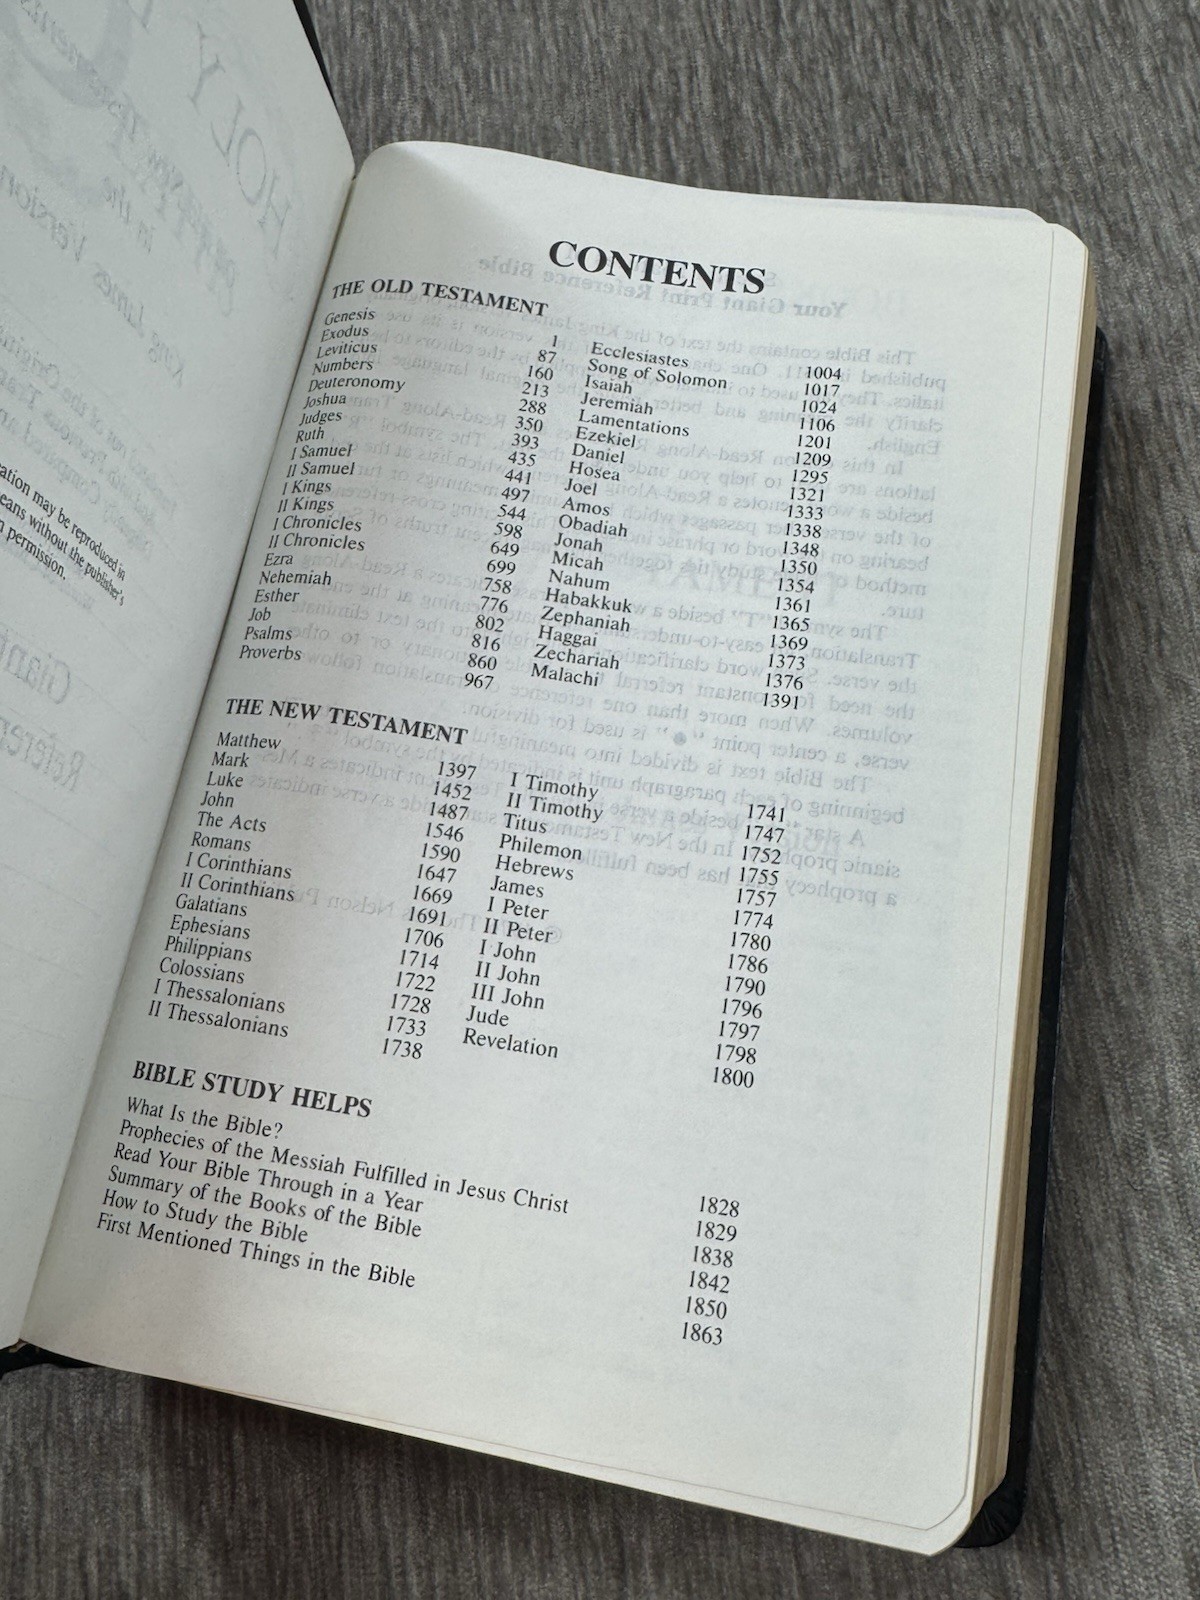 ation may be reproduced in
eans without the publisher's
n permission.
CONTENTS
THE OLD TESTAMENT
Genesis 1
Exodus 87
Leviticus 160
Numbers 213
Deuteronomy 288
Joshua 350
Judges 393
Ruth 435
I Samuel 441
II Samuel 497
I Kings 544
II Kings 598
I Chronicles 649
II Chronicles 699
Ezra 758
Nehemiah 776
Esther 802
Job 816
Psalms 860
Proverbs 967
Ecclesiastes 1004
Song of Solomon 1017
Isaiah 1024
Jeremiah 1106
Lamentations 1201
Ezekiel 1209
Daniel 1295
Hosea 1321
Joel 1333
Amos 1338
Obadiah 1348
Jonah 1350
Micah 1354
Nahum 1361
Habakkuk 1365
Zephaniah 1369
Haggai 1373
Zechariah 1376
Malachi 1391
THE NEW TESTAMENT
Matthew 1397
Mark 1452
Luke 1487
John 1546
The Acts 1590
Romans 1647
I Corinthians 1669
II Corinthians 1691
Galatians 1706
Ephesians 1714
Philippians 1722
Colossians 1728
I Thessalonians 1733
II Thessalonians 1738
I Timothy 1741
II Timothy 1747
Titus 1752
Philemon 1755
Hebrews 1757
James 1774
I Peter 1780
II Peter 1786
I John 1790
II John 1796
III John 1797
Jude 1798
Revelation 1800
BIBLE STUDY HELPS
What Is the Bible? 1828
Prophecies of the Messiah Fulfilled in Jesus Christ 1829
Read Your Bible Through in a Year 1838
Summary of the Books of the Bible 1842
How to Study the Bible 1850
First Mentioned Things in the Bible 1863